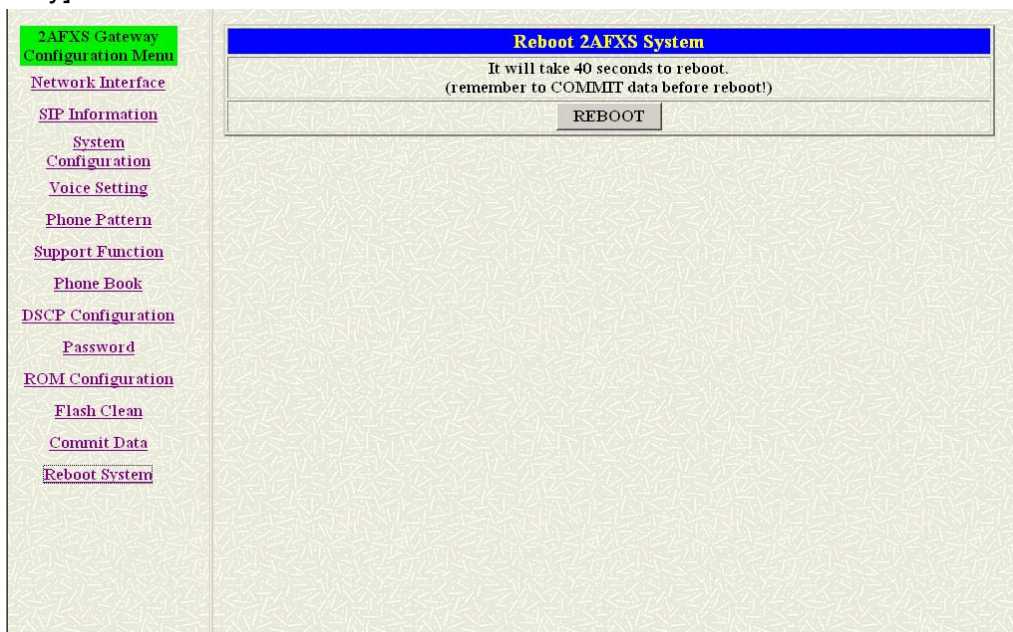 2AFXS Gateway
Configuration Menu
Network Interface
SIP Information
System
Configuration
Voice Setting
Phone Pattern
Support Function
Phone Book
DSCP Configuration
Password
ROM Configuration
Flash Clean
Commit Data
Reboot System
Reboot 2AFXS System
It will take 40 seconds to reboot.
(remember to COMMIT data before reboot!)
REBOOT